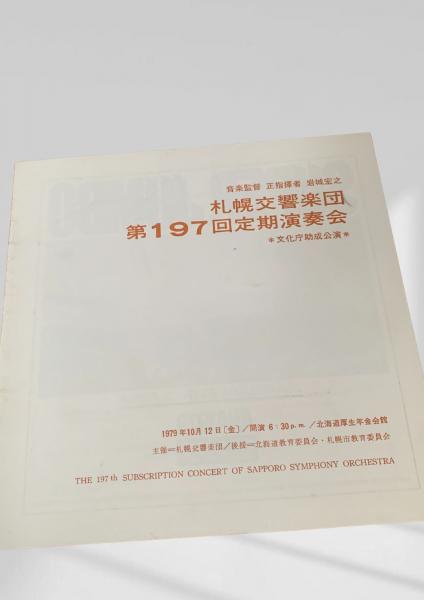 音楽監督 正指揮者 岩城宏之
札幌交響楽団
第197回定期演奏会
＊文化庁助成公演＊
1979年10月12日［金］／開演 6：30p.m.／北海道厚生年金会館
主催＝札幌交響楽団／後援＝北海道教育委員会・札幌市教育委員会
THE 197th SUBSCRIPTION CONCERT OF SAPPORO SYMPHONY ORCHESTRA